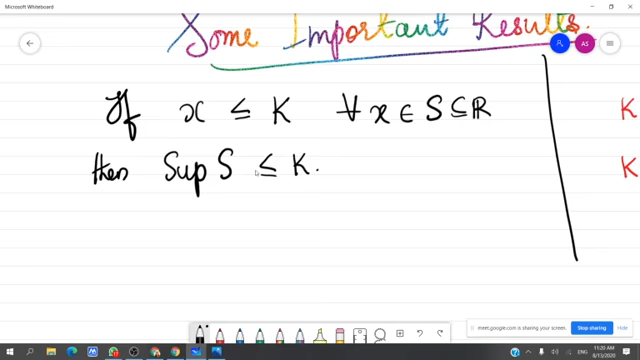 Microsoft Whiteboard
Some Important Results.
AS
If x ≤ K ∀ x ∈ S ⊆ ℝ
then Sup S ≤ K.
K
K
meet.google.com is sharing your screen.
Stop sharing
Hide
ENG
11:20 AM
8/13/2020